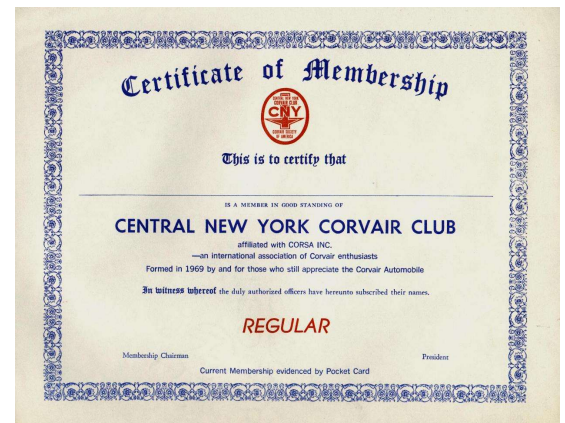 Certificate of Membership
CENTRAL NEW YORK
CORVAIR CLUB
CNY
CORVAIR SOCIETY
OF AMERICA
This is to certify that
IS A MEMBER IN GOOD STANDING OF
CENTRAL NEW YORK CORVAIR CLUB
affiliated with CORSA INC.
—an international association of Corvair enthusiasts
Formed in 1969 by and for those who still appreciate the Corvair Automobile
In witness whereof the duly authorized officers have hereunto subscribed their names.
REGULAR
Membership Chairman
President
Current Membership evidenced by Pocket Card